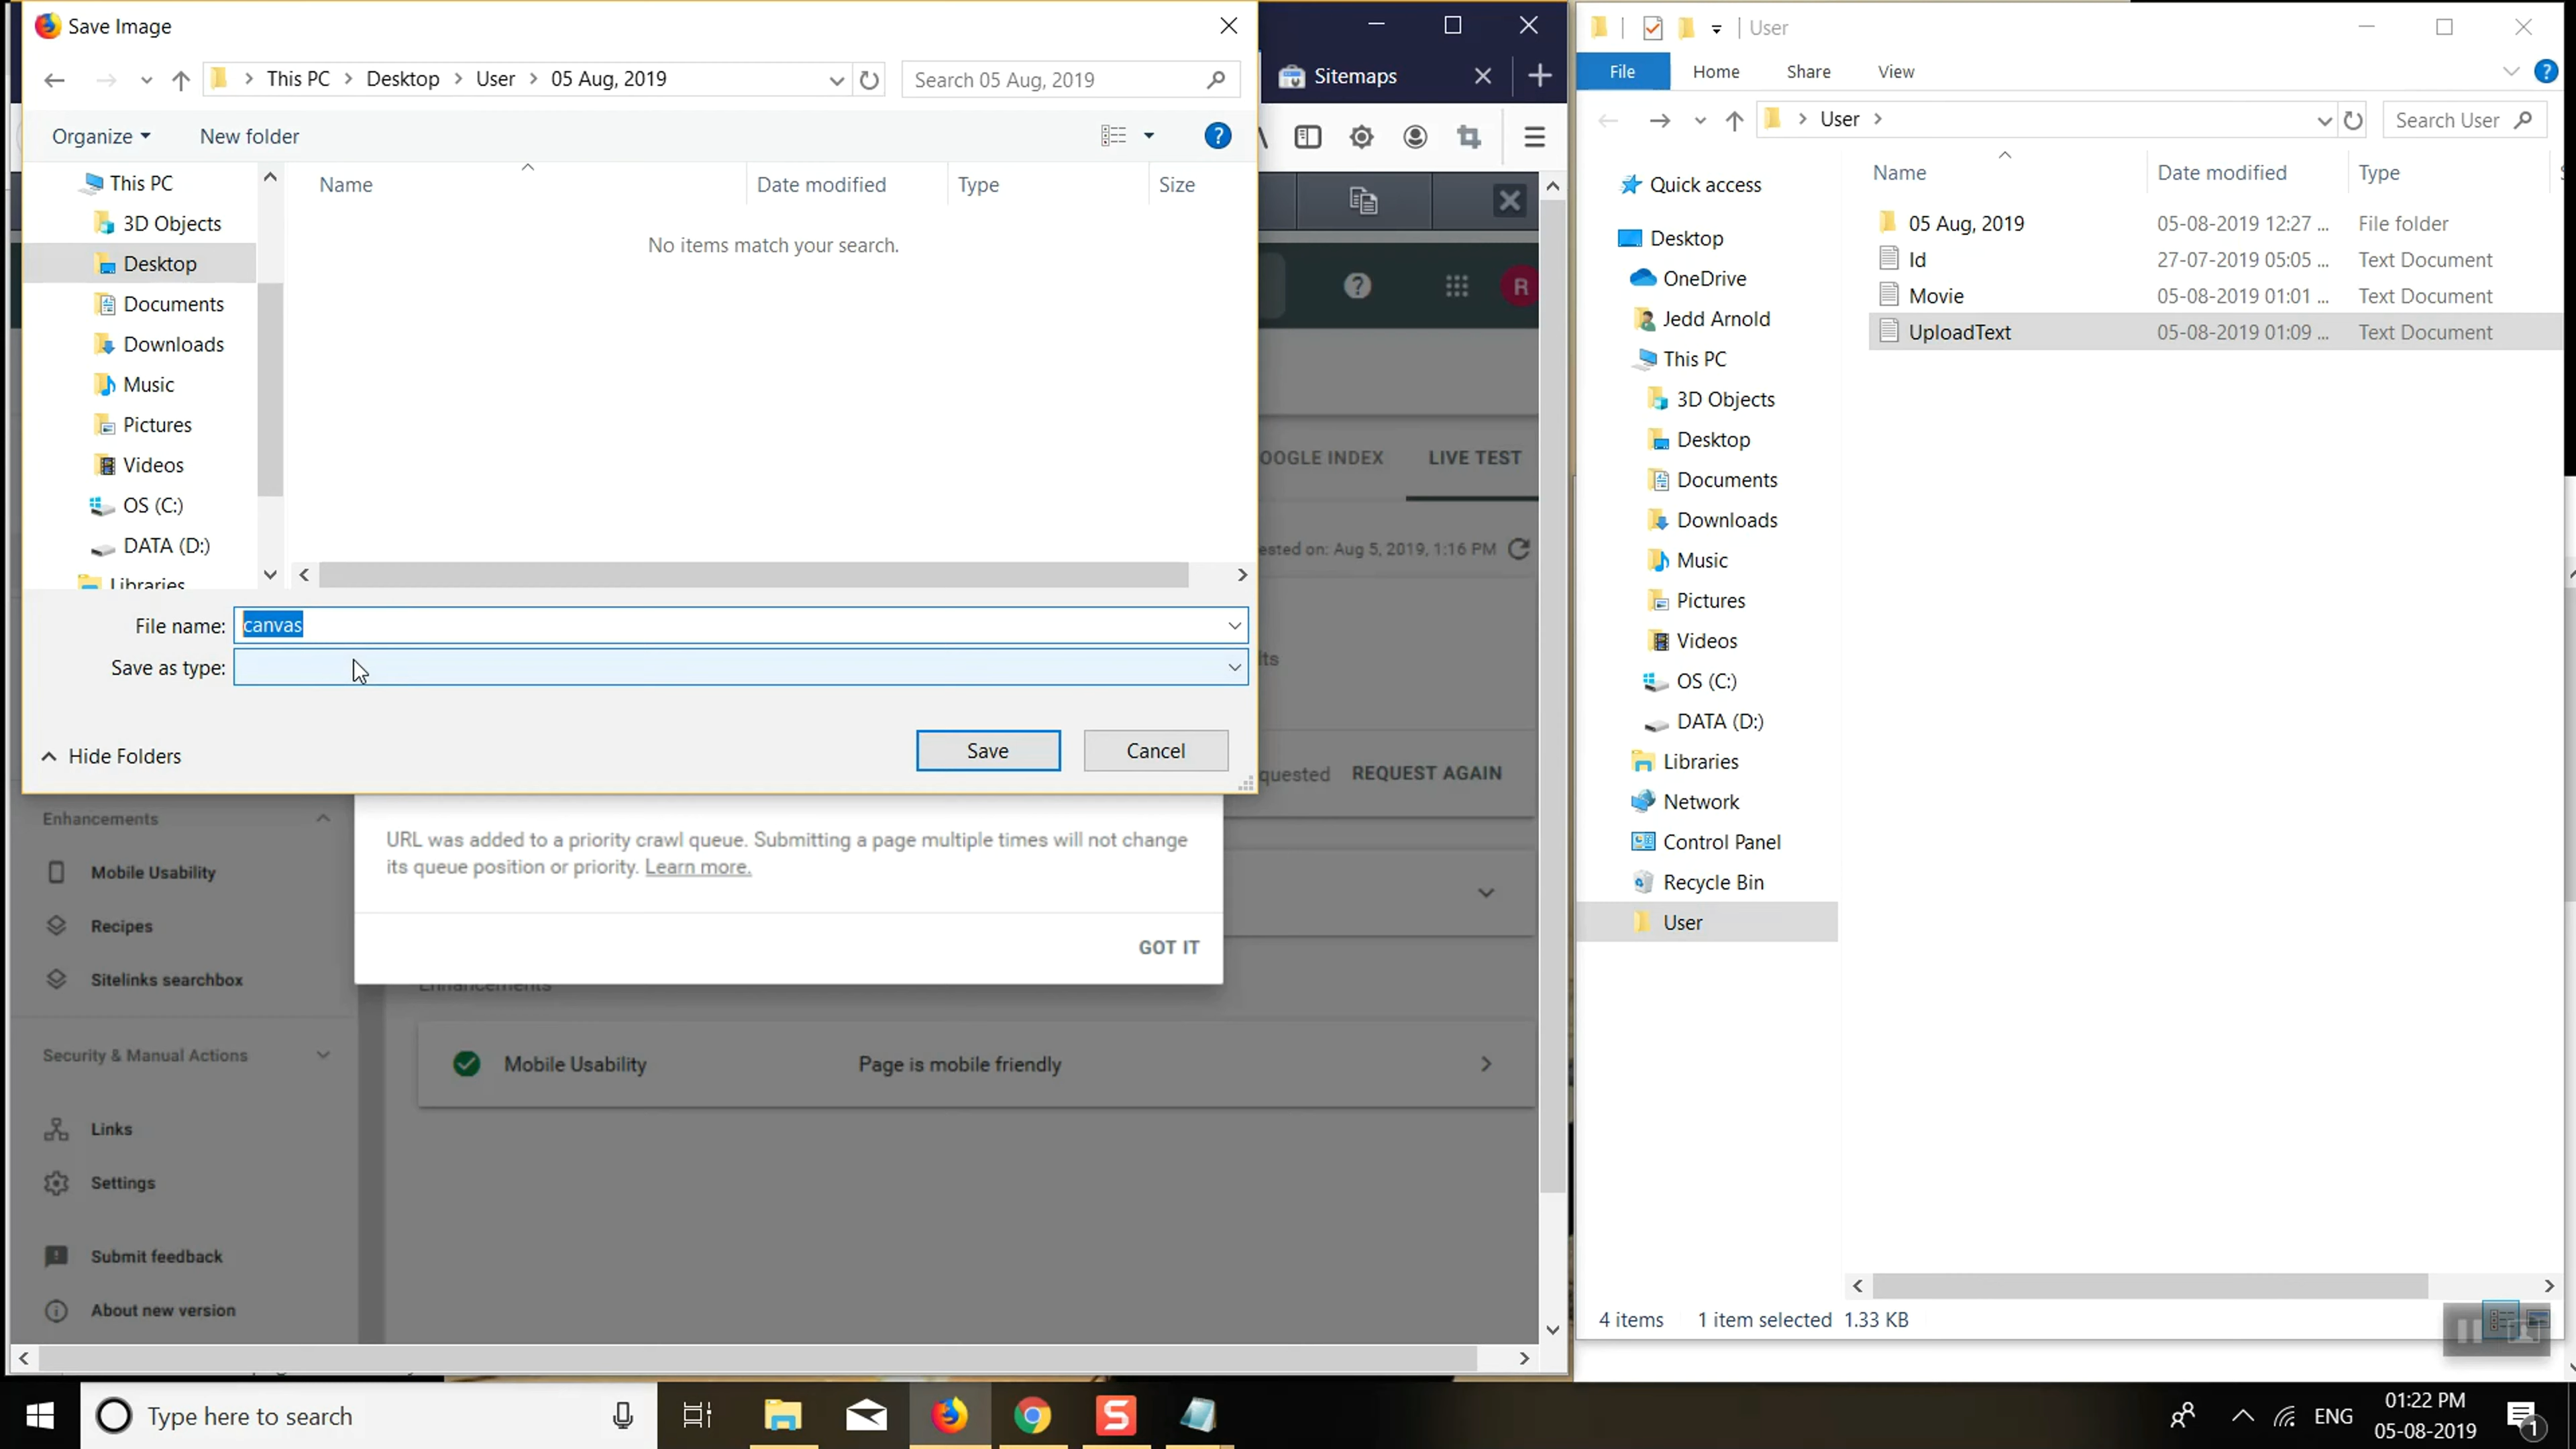 Save Image
This PC > Desktop > User > 05 Aug, 2019
Search 05 Aug, 2019
Organize
New folder
?
This PC
3D Objects
Desktop
Documents
Downloads
Music
Pictures
Videos
OS (C:)
DATA (D:)
Libraries
Name
Date modified
Type
Size
No items match your search.
File name: canvas
Save as type:
Hide Folders
Save
Cancel
Sitemaps
R
OOGLE INDEX
LIVE TEST
ested on: Aug 5, 2019, 1:16 PM
lts
quested
REQUEST AGAIN
URL was added to a priority crawl queue. Submitting a page multiple times will not change
its queue position or priority. Learn more.
GOT IT
Enhancements
Mobile Usability
Recipes
Sitelinks searchbox
Security & Manual Actions
Links
Settings
Submit feedback
About new version
Enhancements
Mobile Usability
Page is mobile friendly
User
File
Home
Share
View
?
User >
Search User
Quick access
Desktop
OneDrive
Jedd Arnold
This PC
3D Objects
Desktop
Documents
Downloads
Music
Pictures
Videos
OS (C:)
DATA (D:)
Libraries
Network
Control Panel
Recycle Bin
User
Name
Date modified
Type
05 Aug, 2019
05-08-2019 12:27 ...
File folder
Id
27-07-2019 05:05 ...
Text Document
Movie
05-08-2019 01:01 ...
Text Document
UploadText
05-08-2019 01:09 ...
Text Document
4 items
1 item selected 1.33 KB
Type here to search
S
ENG
01:22 PM
05-08-2019
1